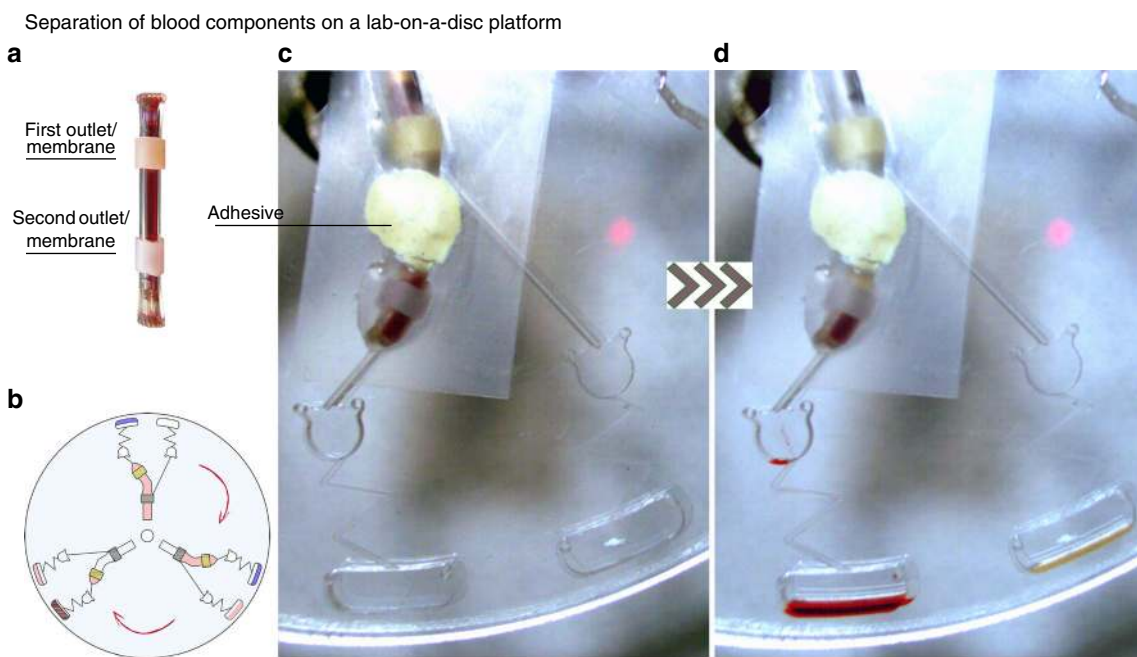 Separation of blood components on a lab-on-a-disc platform
a
First outlet/
membrane
Second outlet/
membrane
b
c
Adhesive
d